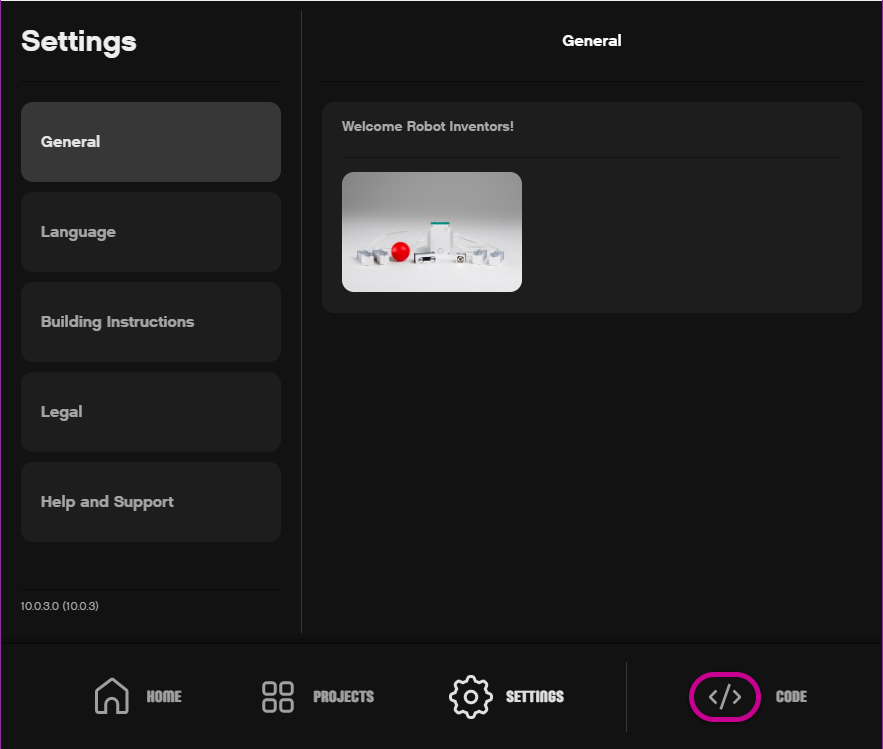 Settings
General
Language
Building Instructions
Legal
Help and Support
10.0.3.0 (10.0.3)
General
Welcome Robot Inventors!
HOME
PROJECTS
SETTINGS
CODE